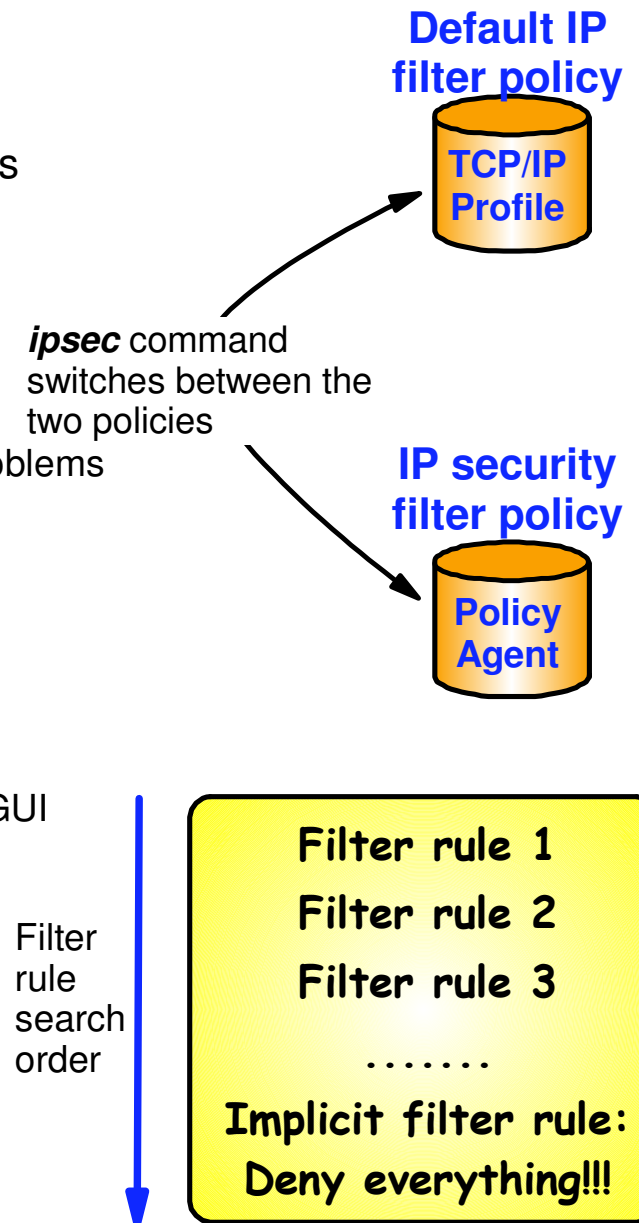 Default IP
filter policy
TCP/IP
Profile
s
ipsec command
switches between the
two policies
oblems
IP security
filter policy
Policy
Agent
GUI
Filter
rule
search
order
Filter rule 1
Filter rule 2
Filter rule 3
.......
Implicit filter rule:
Deny everything!!!